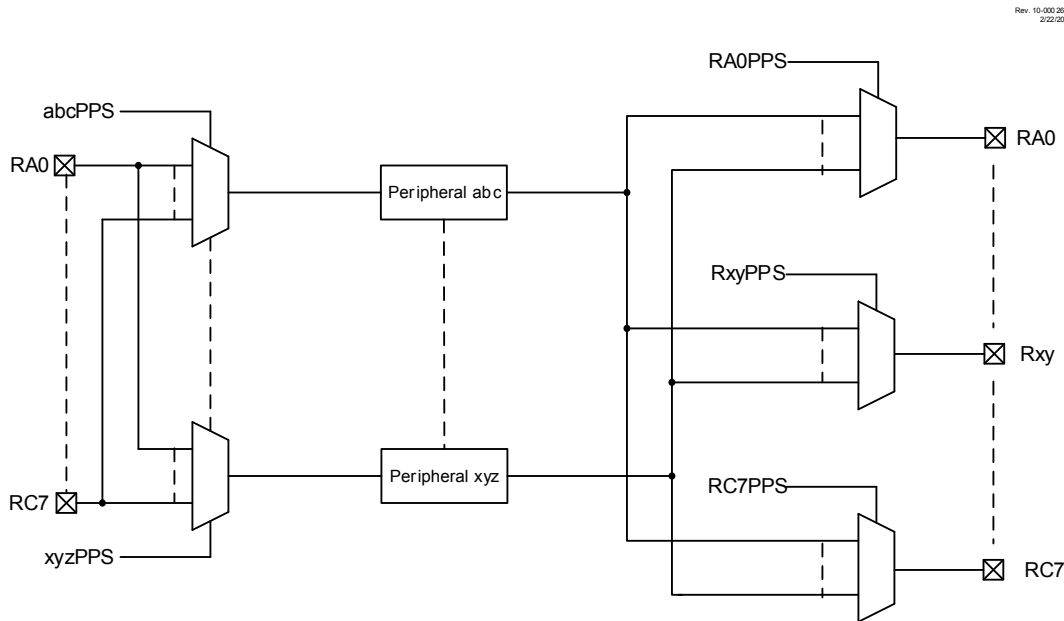 Rev. 10-000 26
2/22/20
RA0PPS
abcPPS
RA0
RA0
Peripheral abc
RxyPPS
Rxy
Peripheral xyz
RC7PPS
RC7
xyzPPS
RC7